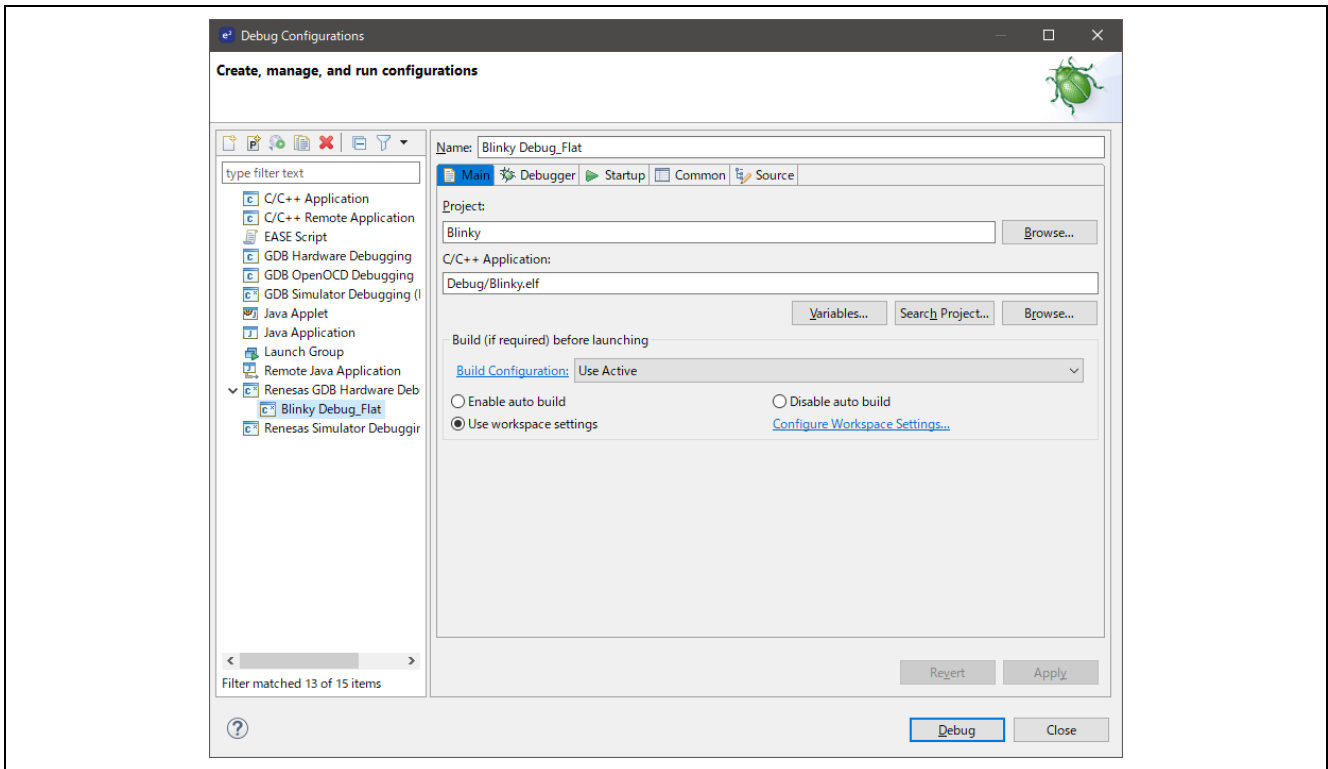 e² Debug Configurations
Create, manage, and run configurations
type filter text
C/C++ Application
C/C++ Remote Application
EASE Script
GDB Hardware Debugging
GDB OpenOCD Debugging
GDB Simulator Debugging (
Java Applet
Java Application
Launch Group
Remote Java Application
Renesas GDB Hardware Deb
Blinky Debug_Flat
Renesas Simulator Debuggin
Filter matched 13 of 15 items
Name: Blinky Debug_Flat
Main Debugger Startup Common Source
Project:
Blinky Browse...
C/C++ Application:
Debug/Blinky.elf
Variables... Search Project... Browse...
Build (if required) before launching
Build Configuration: Use Active
Enable auto build Disable auto build
Use workspace settings Configure Workspace Settings...
Revert Apply
? Debug Close